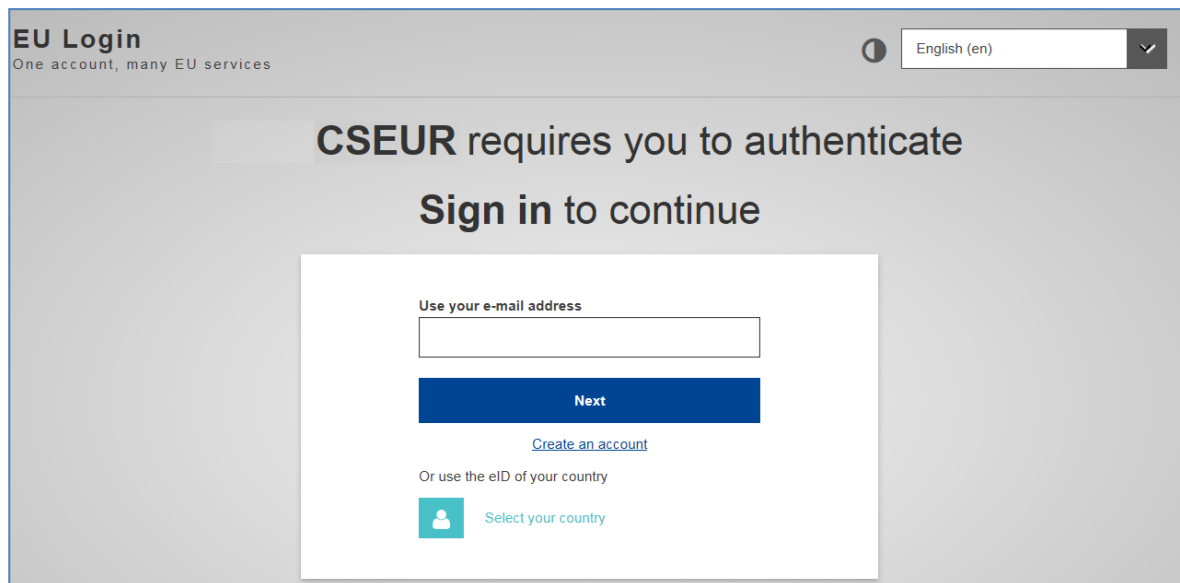 EU Login
One account, many EU services
English (en)
CSEUR requires you to authenticate
Sign in to continue
Use your e-mail address
Next
Create an account
Or use the eID of your country
Select your country